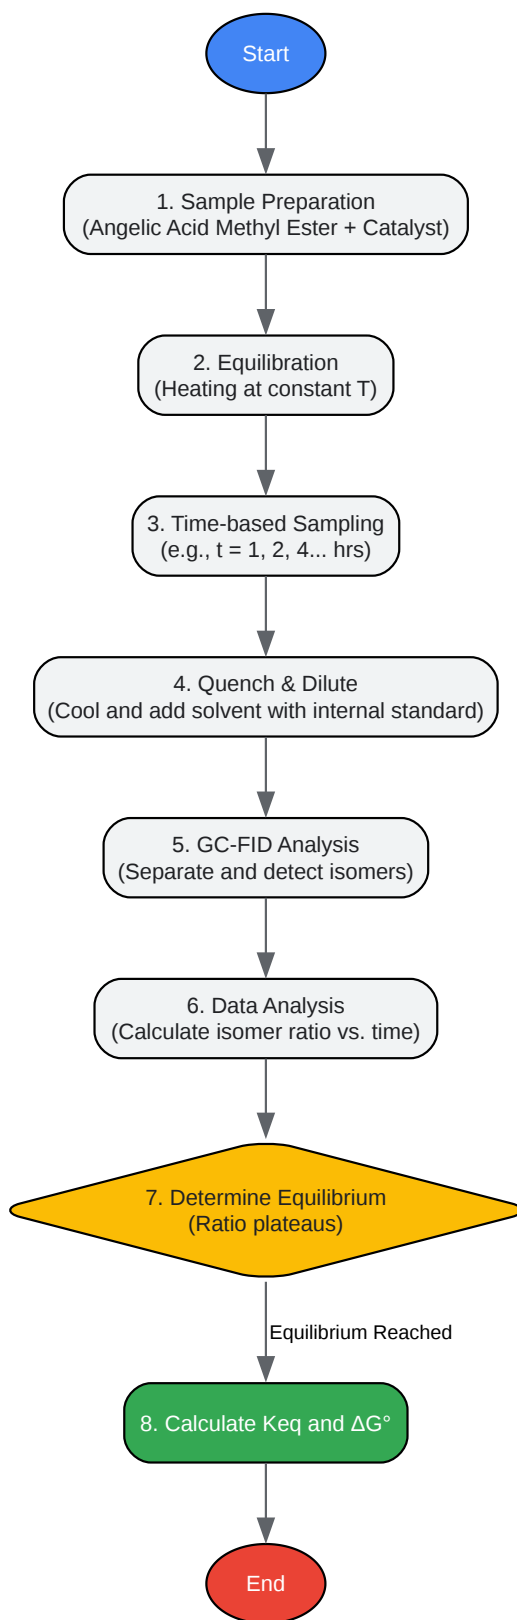 Start
1. Sample Preparation
(Angelic Acid Methyl Ester + Catalyst)
2. Equilibration
(Heating at constant T)
3. Time-based Sampling
(e.g., t = 1, 2, 4... hrs)
4. Quench & Dilute
(Cool and add solvent with internal standard)
5. GC-FID Analysis
(Separate and detect isomers)
6. Data Analysis
(Calculate isomer ratio vs. time)
7. Determine Equilibrium
(Ratio plateaus)
Equilibrium Reached
8. Calculate Keq and ΔG°
End